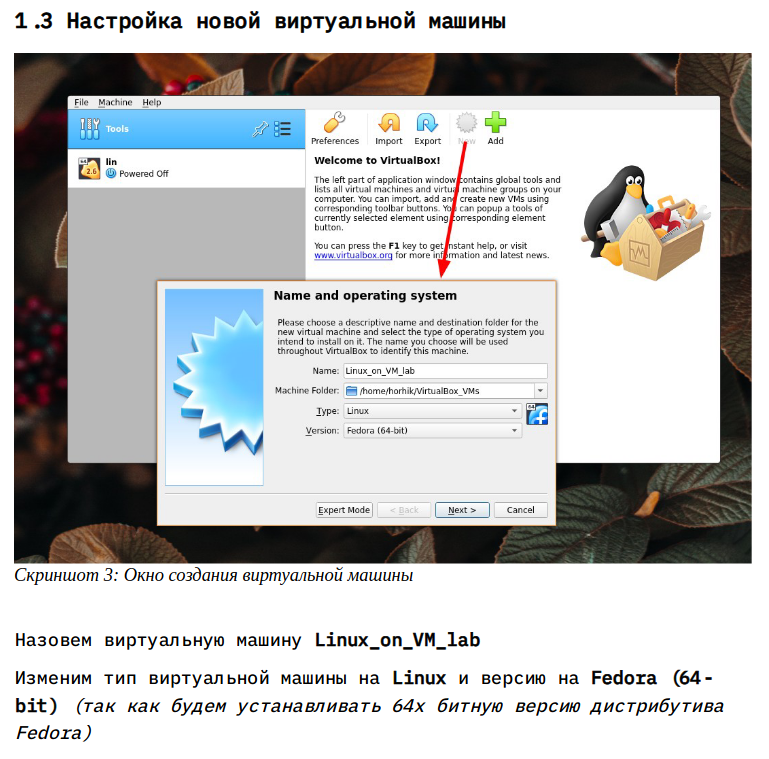 1.3 Настройка новой виртуальной машины
File Machine Help
Tools
Preferences Import Export New Add
64
2.6
lin
Powered Off
Welcome to VirtualBox!
The left part of application window contains global tools and
lists all virtual machines and virtual machine groups on your
computer. You can import, add and create new VMs using
corresponding toolbar buttons. You can popup a tools of
currently selected element using corresponding element
button.
You can press the F1 key to get instant help, or visit
www.virtualbox.org for more information and latest news.
Name and operating system
Please choose a descriptive name and destination folder for the
new virtual machine and select the type of operating system you
intend to install on it. The name you choose will be used
throughout VirtualBox to identify this machine.
Name: Linux_on_VM_lab
Machine Folder: /home/horhik/VirtualBox_VMs
Type: Linux
64
Version: Fedora (64-bit)
Expert Mode < Back Next > Cancel
Скриншот 3: Окно создания виртуальной машины
Назовем виртуальную машину Linux_on_VM_lab
Изменим тип виртуальной машины на Linux и версию на Fedora (64-
bit) (так как будем устанавливать 64х битную версию дистрибутива
Fedora)